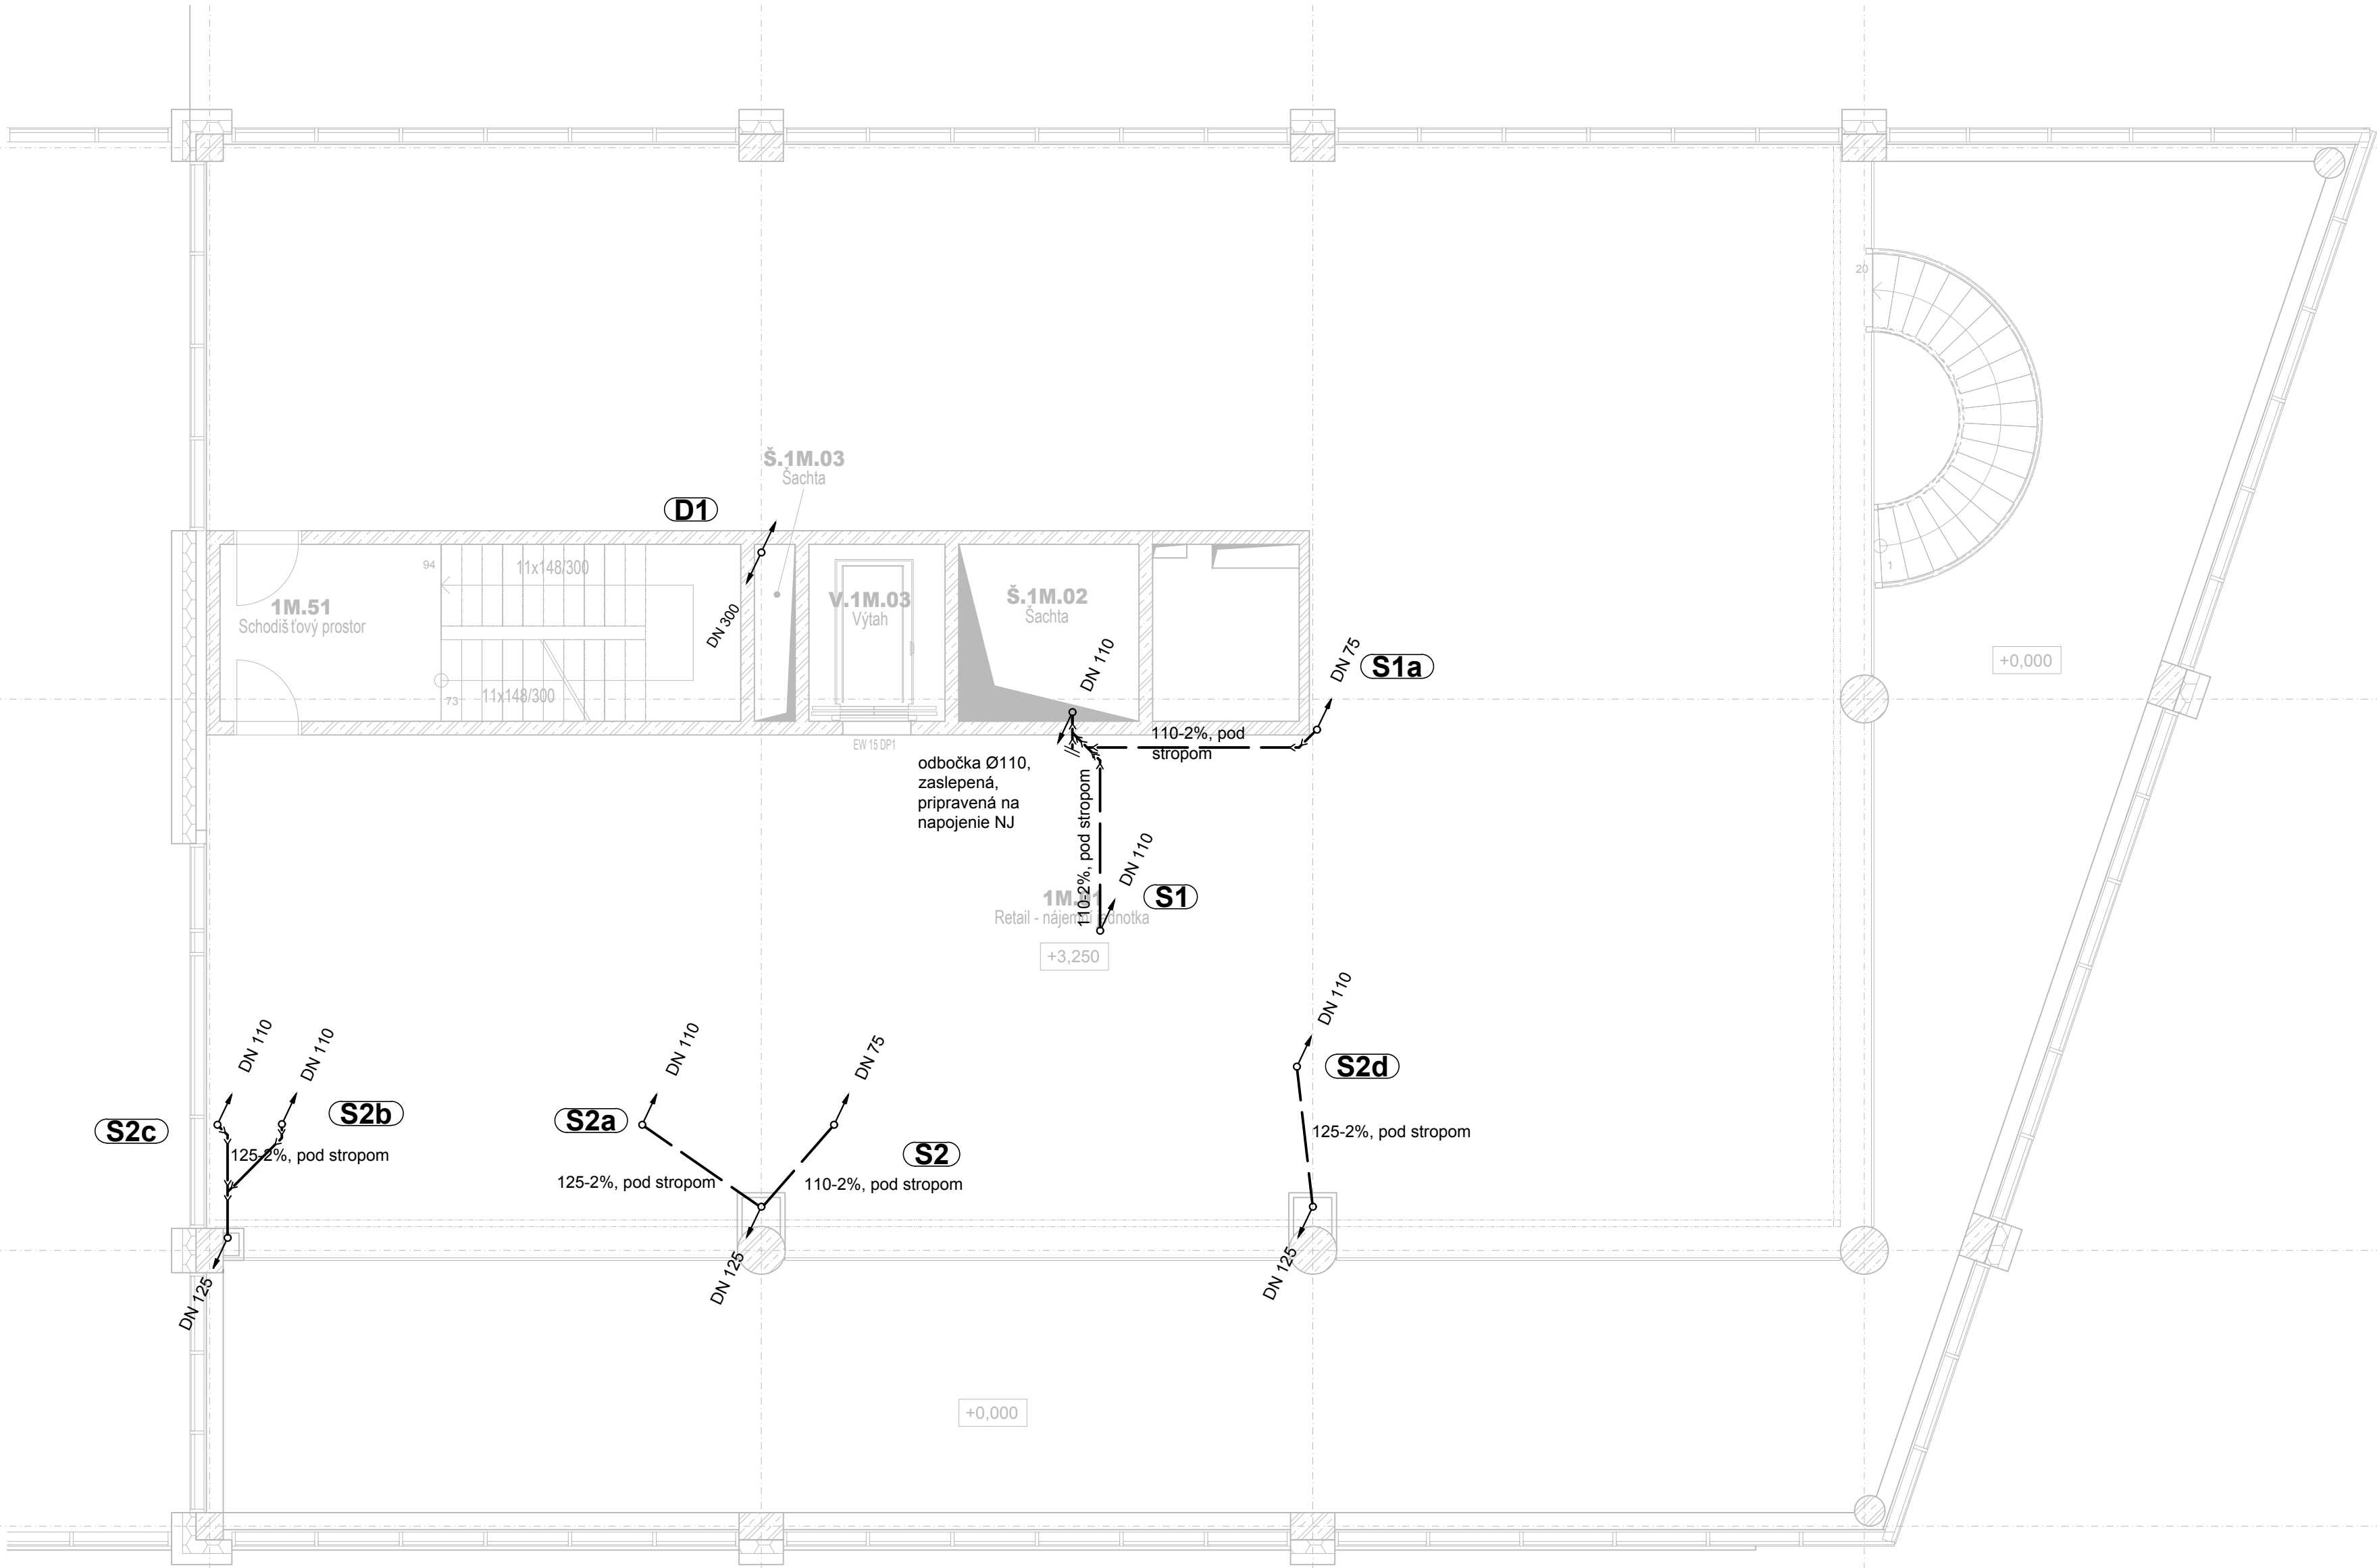 20
Š.1M.03
Šachta
D1
94
11x148/300
1M.51
Schodišťový prostor
DN 300
V.1M.03
Výtah
Š.1M.02
Šachta
1
73
11x148/300
DN 110
DN 75
S1a
+0,000
EW 15 DP1
110-2%, pod
stropom
odbočka Ø110,
zaslepená,
pripravená na
napojenie NJ
110-2%, pod stropom
DN 110
S1
Retail - nájemní jednotka
+3,250
DN 110
S2d
125-2%, pod stropom
DN 110
DN 110
S2c
S2b
125-2%, pod stropom
DN 110
DN 75
S2a
S2
125-2%, pod stropom
110-2%, pod stropom
DN 125
DN 125
DN 125
+0,000